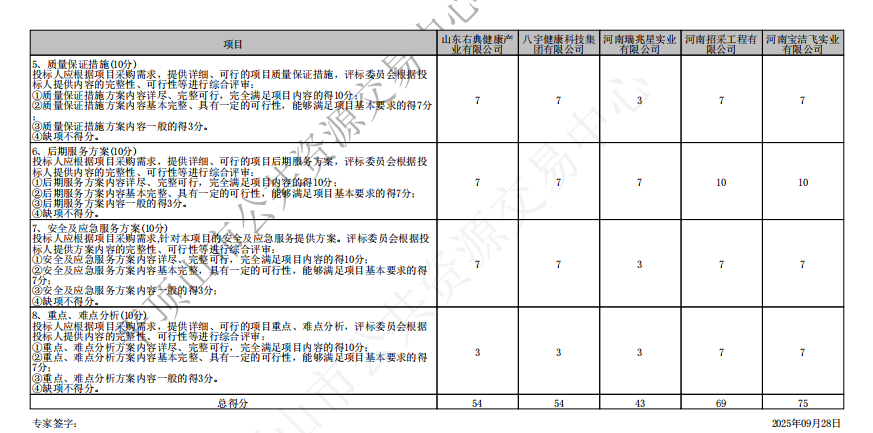 项目
山东右典健康产业有限公司
八宇健康科技集团有限公司
河南瑞兆星实业有限公司
河南招采工程有限公司
河南宝洁飞实业有限公司
5、质量保证措施(10分)
投标人应根据项目采购需求，提供详细、可行的项目质量保证措施，评标委员会根据投
标人提供内容的完整性、可行性等进行综合评审：
①质量保证措施方案内容详尽、完整可行，完全满足项目内容的得10分；
②质量保证措施方案内容基本完整、具有一定的可行性，能够满足项目基本要求的得7分
；
③质量保证措施方案内容一般的得3分。
④缺项不得分。
7 7 3 7 7
6、后期服务方案(10分)
投标人应根据项目采购需求，提供详细、可行的项目后期服务方案，评标委员会根据投
标人提供内容的完整性、可行性等进行综合评审：
①后期服务方案内容详尽、完整可行，完全满足项目内容的得10分；
②后期服务方案内容基本完整、具有一定的可行性，能够满足项目基本要求的得7分；
③后期服务方案内容一般的得3分。
④缺项不得分。
7 7 7 10 10
7、安全及应急服务方案(10分)
投标人应根据项目采购需求,针对本项目的安全及应急服务提供方案。评标委员会根据投
标人提供方案内容的完整性、可行性等进行综合评审：
①安全及应急服务方案内容详尽、完整可行，完全满足项目内容的得10分；
②安全及应急服务方案内容基本完整、具有一定的可行性，能够满足项目基本要求的得
7分；
③安全及应急服务方案内容一般的得3分；
④缺项不得分。
7 7 3 7 7
8、重点、难点分析(10分)
投标人应根据项目采购需求，提供详细、可行的项目重点、难点分析，评标委员会根据
投标人提供内容的完整性、可行性等进行综合评审：
①重点、难点分析方案内容详尽、完整可行，完全满足项目内容的得10分；
②重点、难点分析方案内容基本完整、具有一定的可行性，能够满足项目基本要求的得
7分；
③重点、难点分析方案内容一般的得3分。
④缺项不得分。
3 3 3 7 7
总得分 54 54 43 69 75
专家签字： 2025年09月28日
顶山市公共资源交易中心
山市公共资源交易中心